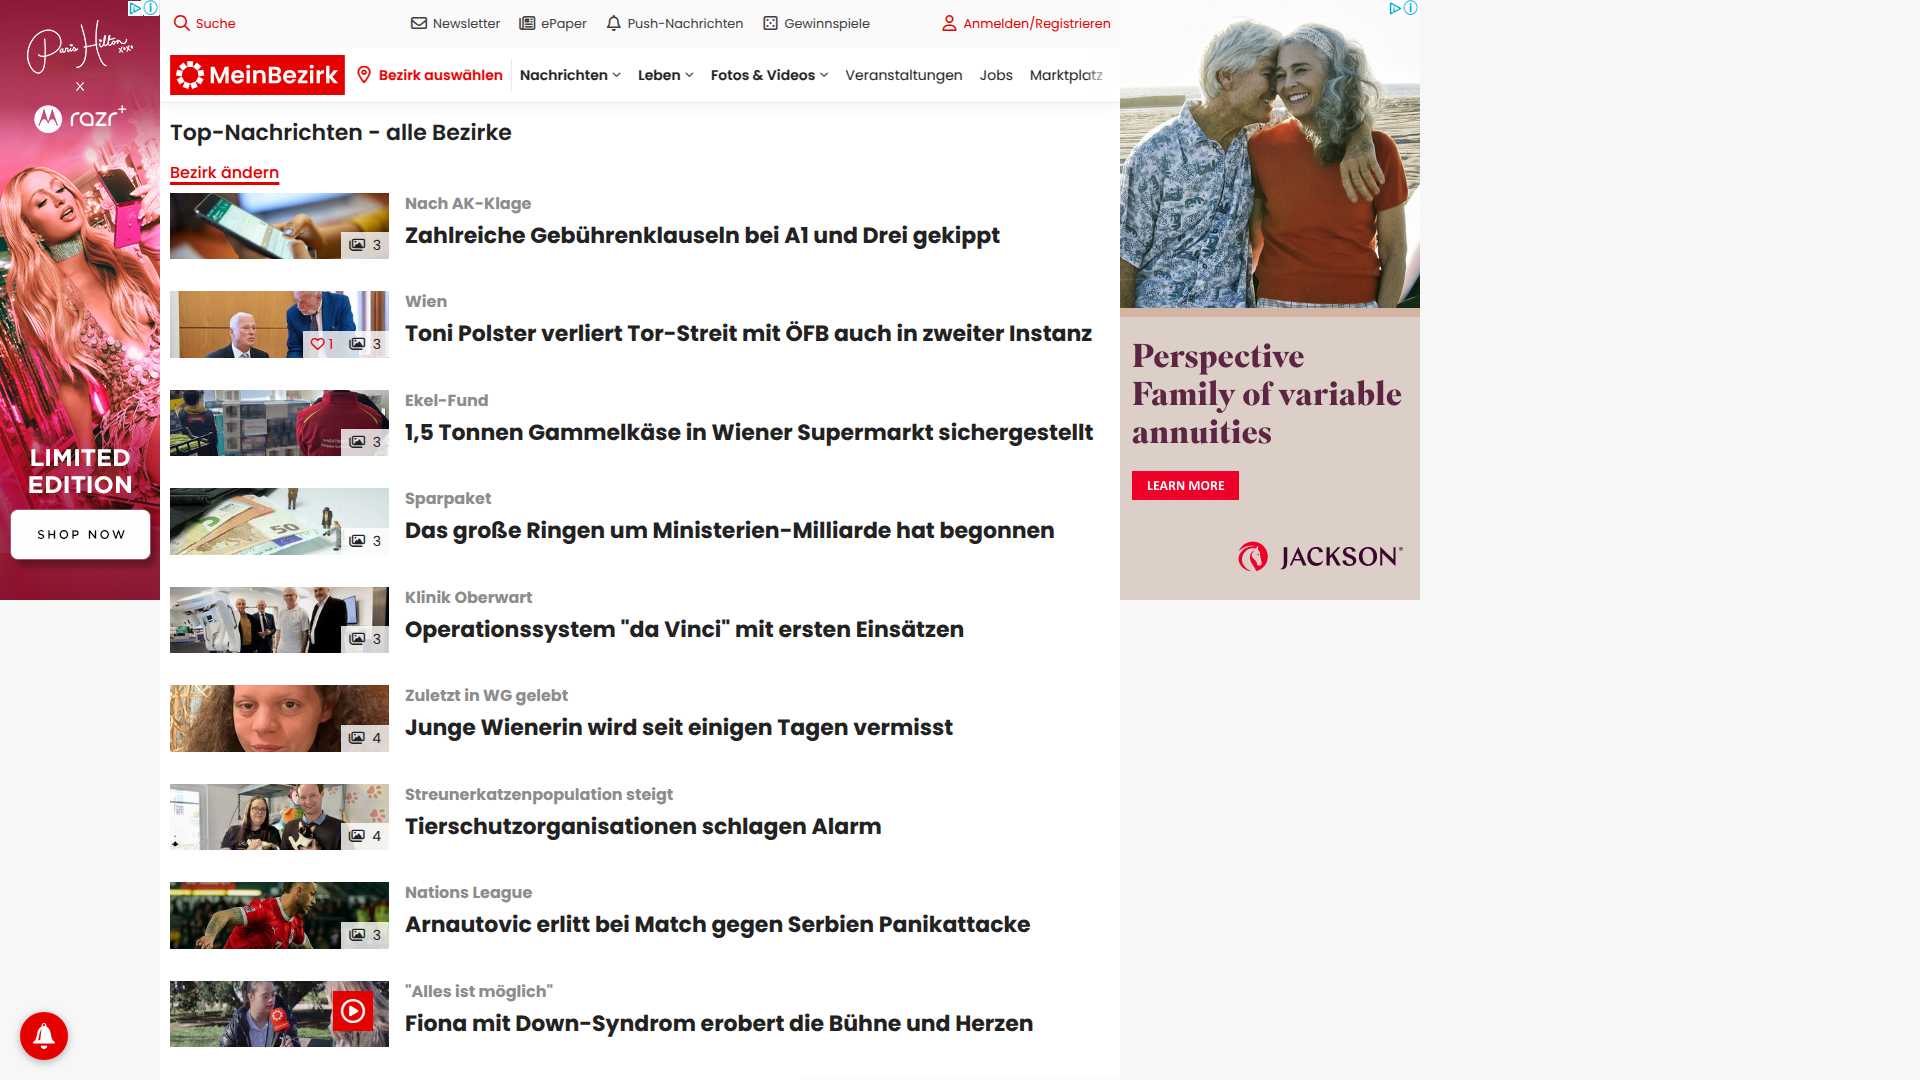 Suche
Newsletter
ePaper
Push-Nachrichten
Gewinnspiele
Anmelden/Registrieren
MeinBezirk
Bezirk auswählen
Nachrichten
Leben
Fotos & Videos
Veranstaltungen
Jobs
Marktplatz
Top-Nachrichten - alle Bezirke
Bezirk ändern
3
Nach AK-Klage
Zahlreiche Gebührenklauseln bei A1 und Drei gekippt
1 3
Wien
Toni Polster verliert Tor-Streit mit ÖFB auch in zweiter Instanz
3
Ekel-Fund
1,5 Tonnen Gammelkäse in Wiener Supermarkt sichergestellt
50
3
Sparpaket
Das große Ringen um Ministerien-Milliarde hat begonnen
3
Klinik Oberwart
Operationssystem "da Vinci" mit ersten Einsätzen
4
Zuletzt in WG gelebt
Junge Wienerin wird seit einigen Tagen vermisst
4
Streunerkatzenpopulation steigt
Tierschutzorganisationen schlagen Alarm
3
Nations League
Arnautovic erlitt bei Match gegen Serbien Panikattacke
"Alles ist möglich"
Fiona mit Down-Syndrom erobert die Bühne und Herzen
Paris Hilton
xoxo
x
razr+
LIMITED
EDITION
SHOP NOW
Perspective
Family of variable
annuities
LEARN MORE
JACKSON®